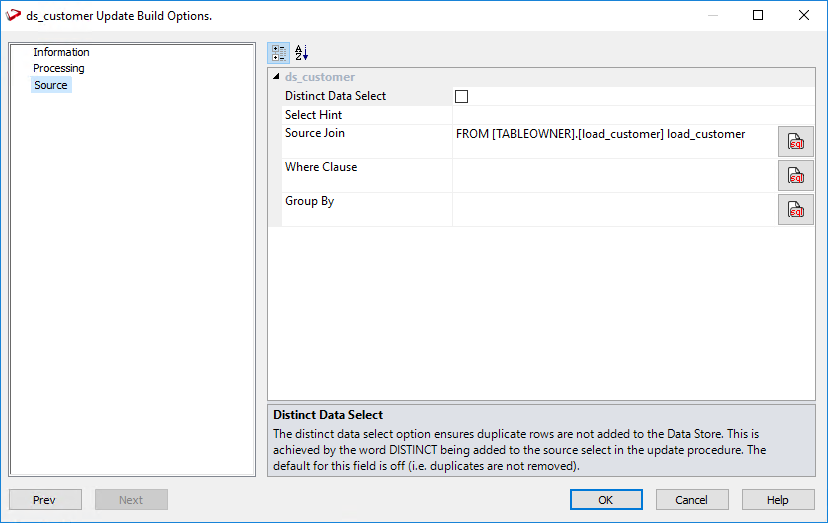 ds_customer Update Build Options.
Information
Processing
Source
ds_customer
Distinct Data Select
Select Hint
Source Join FROM [TABLEOWNER].[load_customer] load_customer
Where Clause
Group By
Distinct Data Select
The distinct data select option ensures duplicate rows are not added to the Data Store. This is
achieved by the word DISTINCT being added to the source select in the update procedure. The
default for this field is off (i.e. duplicates are not removed).
Prev Next OK Cancel Help